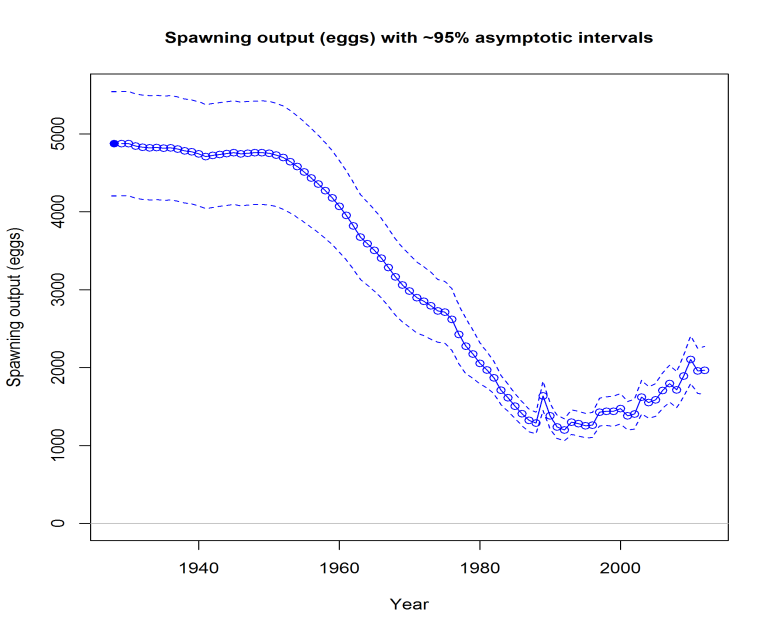 Spawning output (eggs) with ~95% asymptotic intervals
Spawning output (eggs)
5000
4000
3000
2000
1000
0
1940 1960 1980 2000
Year